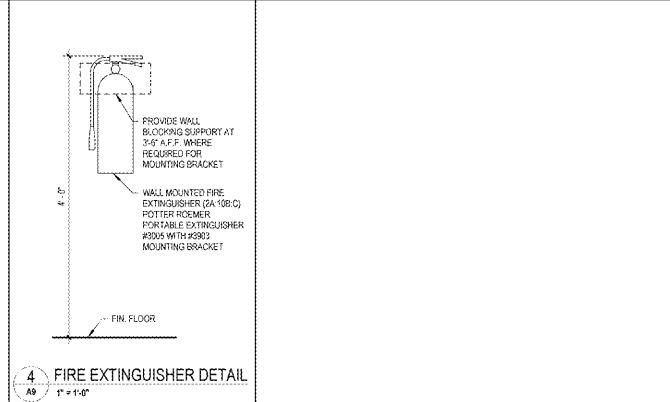 PROVIDE WALL
BLOCKING SUPPORT AT
3'-6" A.F.F. WHERE
REQUIRED FOR
MOUNTING BRACKET
WALL MOUNTED FIRE
EXTINGUISHER (2A:10B:C)
POTTER ROEMER
PORTABLE EXTINGUISHER
#3005 WITH #3903
MOUNTING BRACKET
4'-0"
FIN. FLOOR
4
A9
FIRE EXTINGUISHER DETAIL
1" = 1'-0"